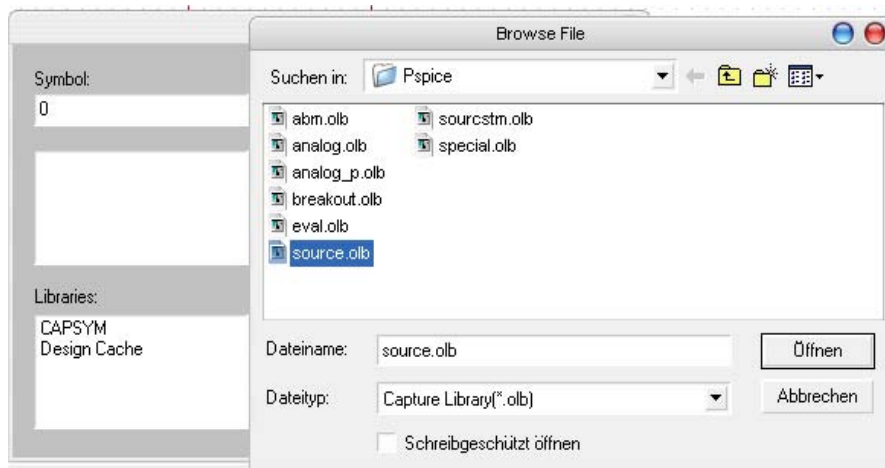 Browse File
Symbol:
0
Libraries:
CAPSYM
Design Cache
Suchen in: Pspice
abm.olb
analog.olb
analog_p.olb
breakout.olb
eval.olb
source.olb
sourcstm.olb
special.olb
Dateiname: source.olb Öffnen
Dateityp: Capture Library(*.olb) Abbrechen
Schreibgeschützt öffnen